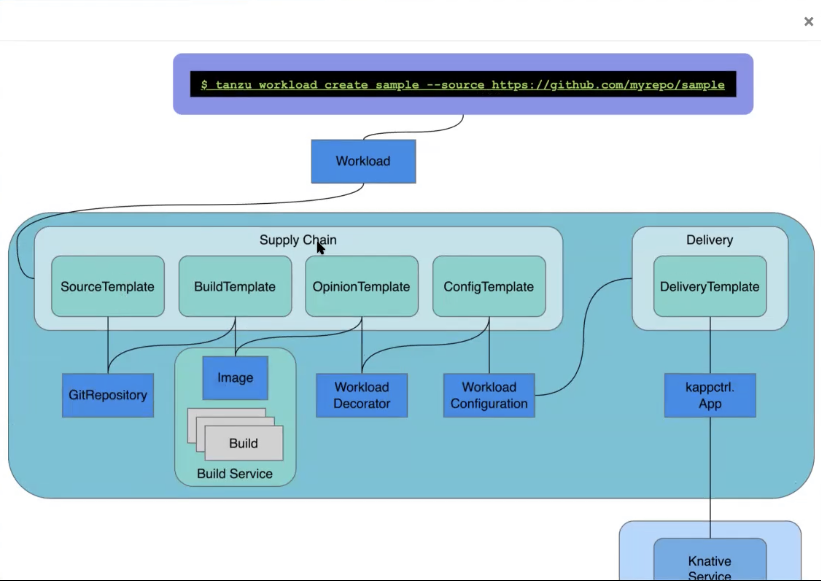 $ tanzu workload create sample --source https://github.com/myrepo/sample
Workload
Supply Chain
Delivery
SourceTemplate
BuildTemplate
OpinionTemplate
ConfigTemplate
DeliveryTemplate
GitRepository
Image
Build
Build Service
Workload
Decorator
Workload
Configuration
kappctrl.
App
Knative
Service